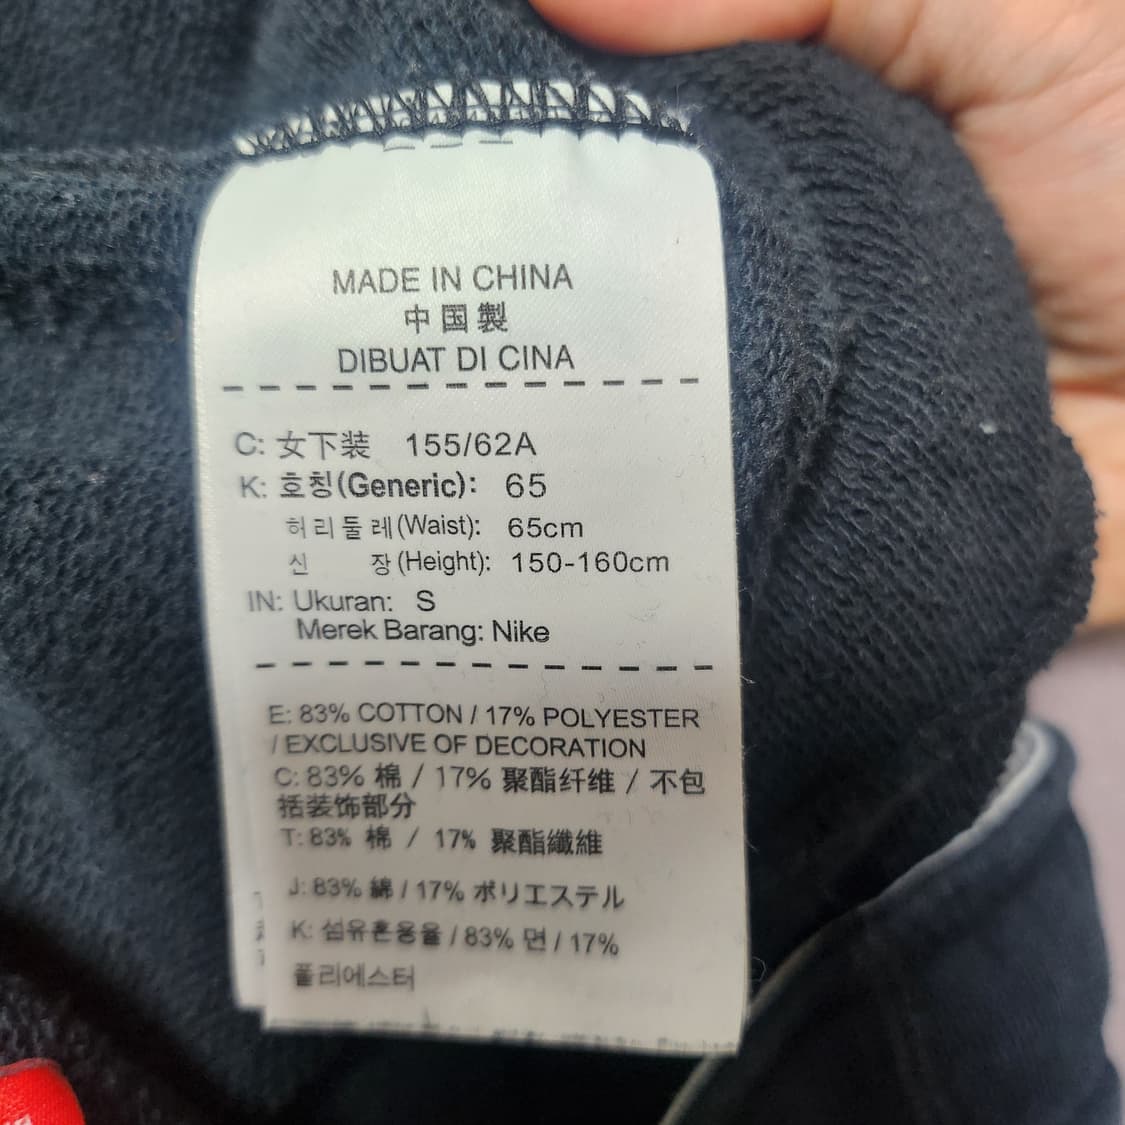 MADE IN CHINA
中国製
DIBUAT DI CINA
C: 女下装 155/62A
K: 호칭(Generic): 65
허리둘레(Waist): 65cm
신 장(Height): 150-160cm
IN: Ukuran: S
Merek Barang: Nike
E: 83% COTTON / 17% POLYESTER
/ EXCLUSIVE OF DECORATION
C: 83% 棉 / 17% 聚酯纤维 / 不包
括装饰部分
T: 83% 棉 / 17% 聚酯纖維
J: 83% 綿 / 17% ポリエステル
K: 섬유혼용율 / 83% 면 / 17%
폴리에스터